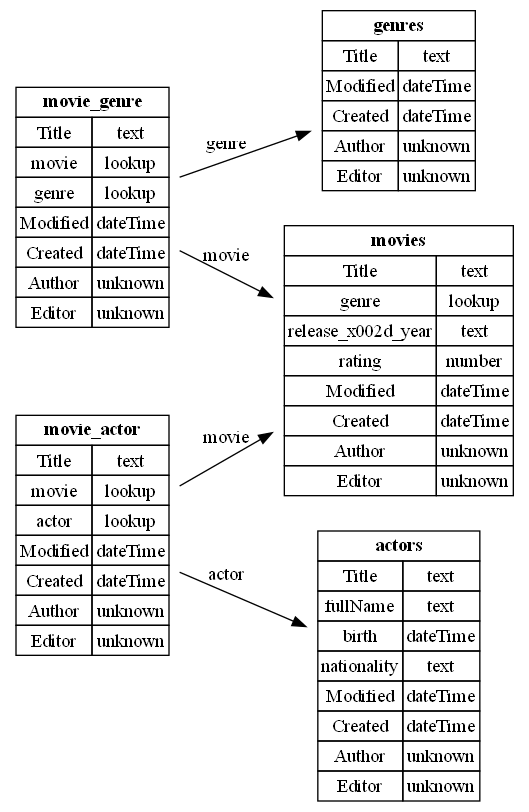 genres
Title text
Modified dateTime
Created dateTime
Author unknown
Editor unknown
movie_genre
Title text
movie lookup
genre lookup
Modified dateTime
Created dateTime
Author unknown
Editor unknown
genre
movie
movies
Title text
genre lookup
release_x002d_year text
rating number
Modified dateTime
Created dateTime
Author unknown
Editor unknown
movie_actor
Title text
movie lookup
actor lookup
Modified dateTime
Created dateTime
Author unknown
Editor unknown
movie
actor
actors
Title text
fullName text
birth dateTime
nationality text
Modified dateTime
Created dateTime
Author unknown
Editor unknown